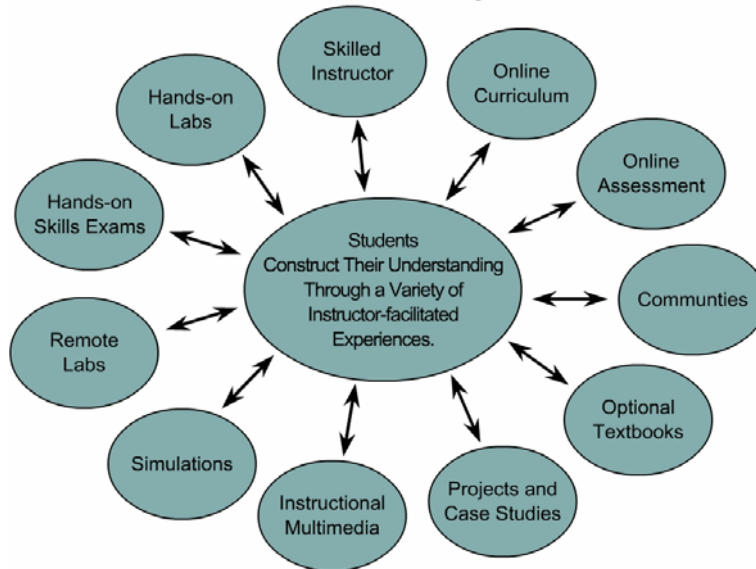 Skilled
Instructor
Online
Curriculum
Online
Assessment
Communties
Optional
Textbooks
Projects and
Case Studies
Instructional
Multimedia
Simulations
Remote
Labs
Hands-on
Skills Exams
Hands-on
Labs
Students
Construct Their Understanding
Through a Variety of
Instructor-facilitated
Experiences.